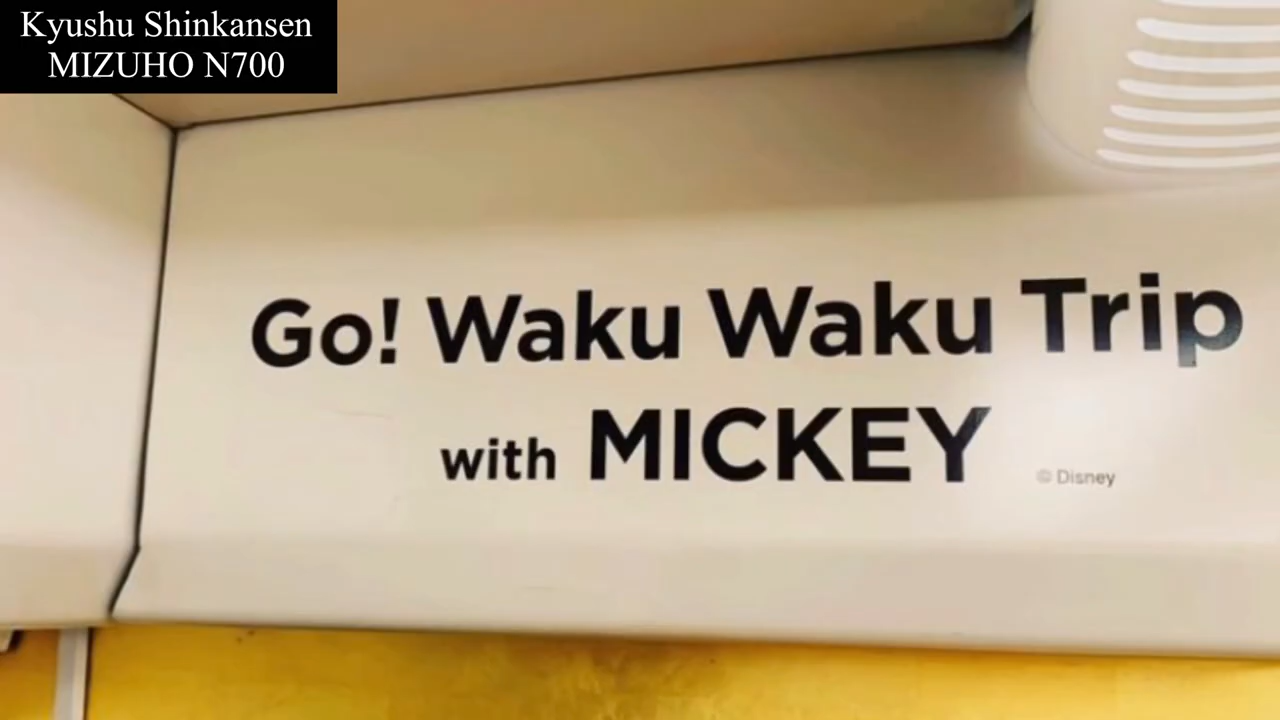 Kyushu Shinkansen
MIZUHO N700
Go! Waku Waku Trip
with MICKEY
© Disney